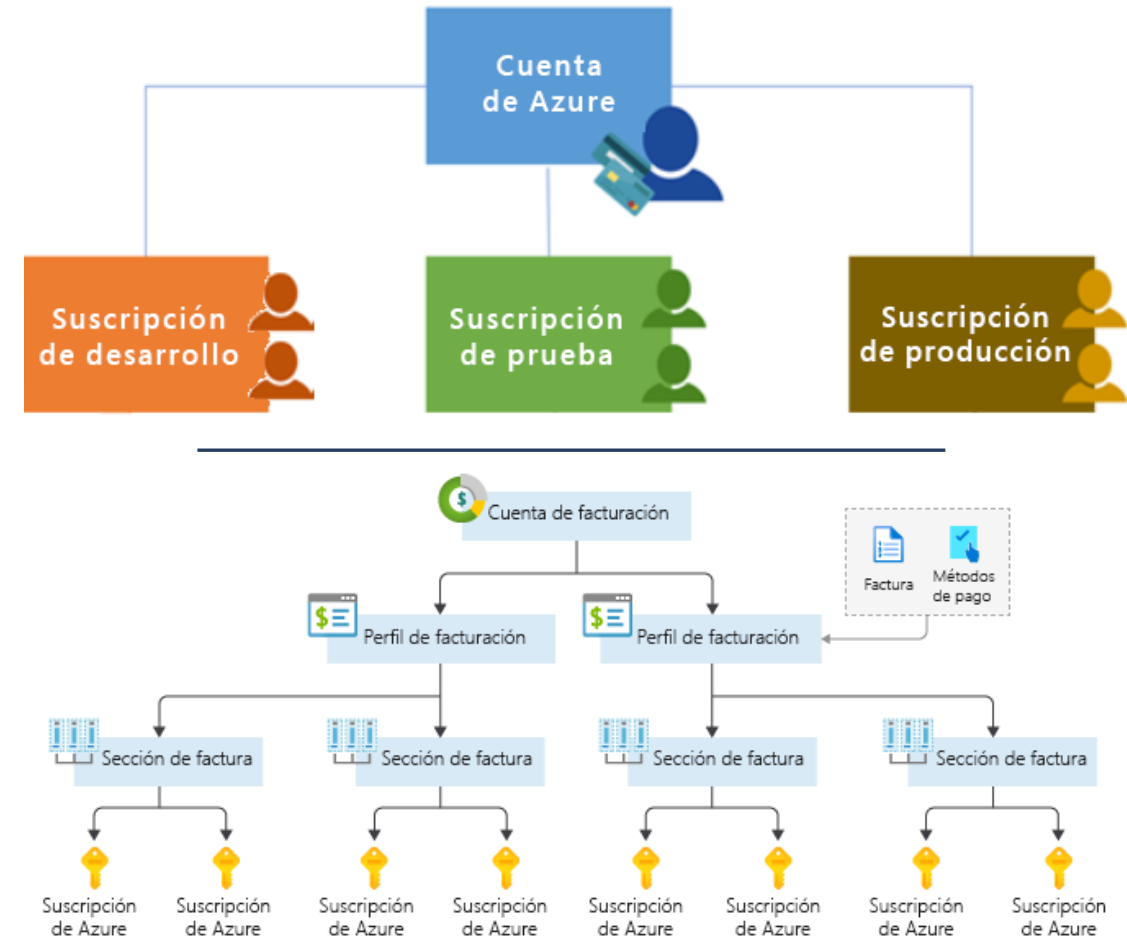 Cuenta
de Azure
Suscripción
de desarrollo
Suscripción
de prueba
Suscripción
de producción
$
Cuenta de facturación
Factura
Métodos
de pago
$
Perfil de facturación
$
Perfil de facturación
Sección de factura
Sección de factura
Sección de factura
Sección de factura
Suscripción
de Azure
Suscripción
de Azure
Suscripción
de Azure
Suscripción
de Azure
Suscripción
de Azure
Suscripción
de Azure
Suscripción
de Azure
Suscripción
de Azure